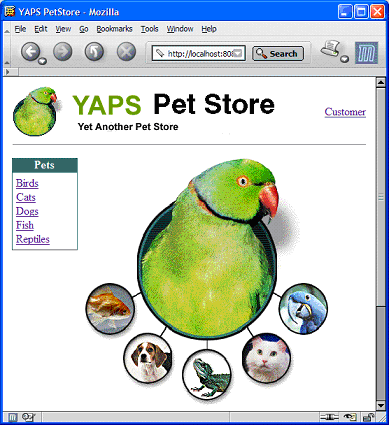 YAPS PetStore - Mozilla
File Edit View Go Bookmarks Tools Window Help
http://localhost:808 Search
YAPS Pet Store
Yet Another Pet Store
Customer
Pets
Birds
Cats
Dogs
Fish
Reptiles